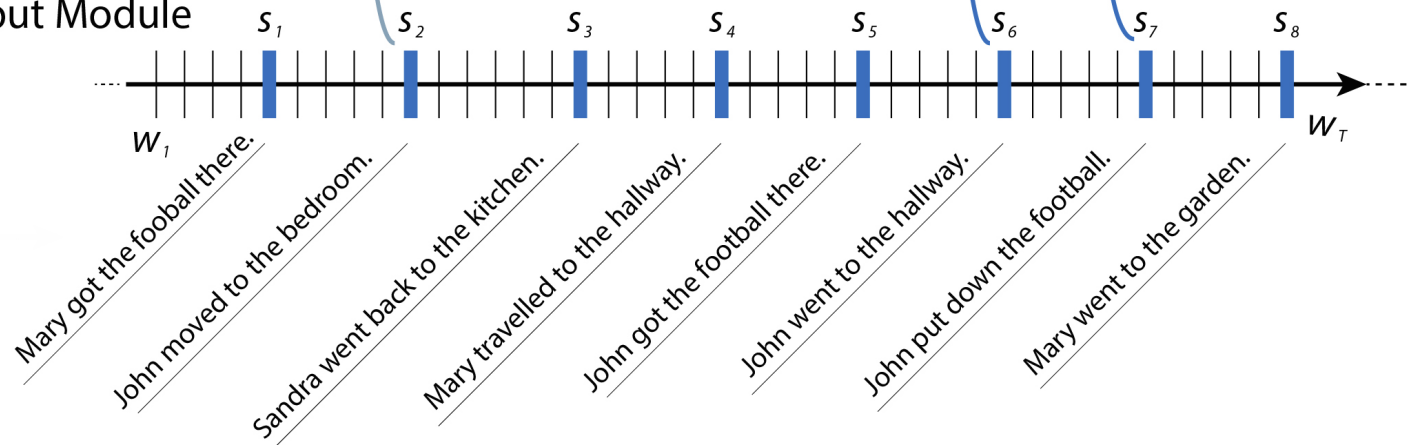 out Module
s1 s2 s3 s4 s5 s6 s7 s8
w1 wT
Mary got the fooball there.
John moved to the bedroom.
Sandra went back to the kitchen.
Mary travelled to the hallway.
John got the football there.
John went to the hallway.
John put down the football.
Mary went to the garden.